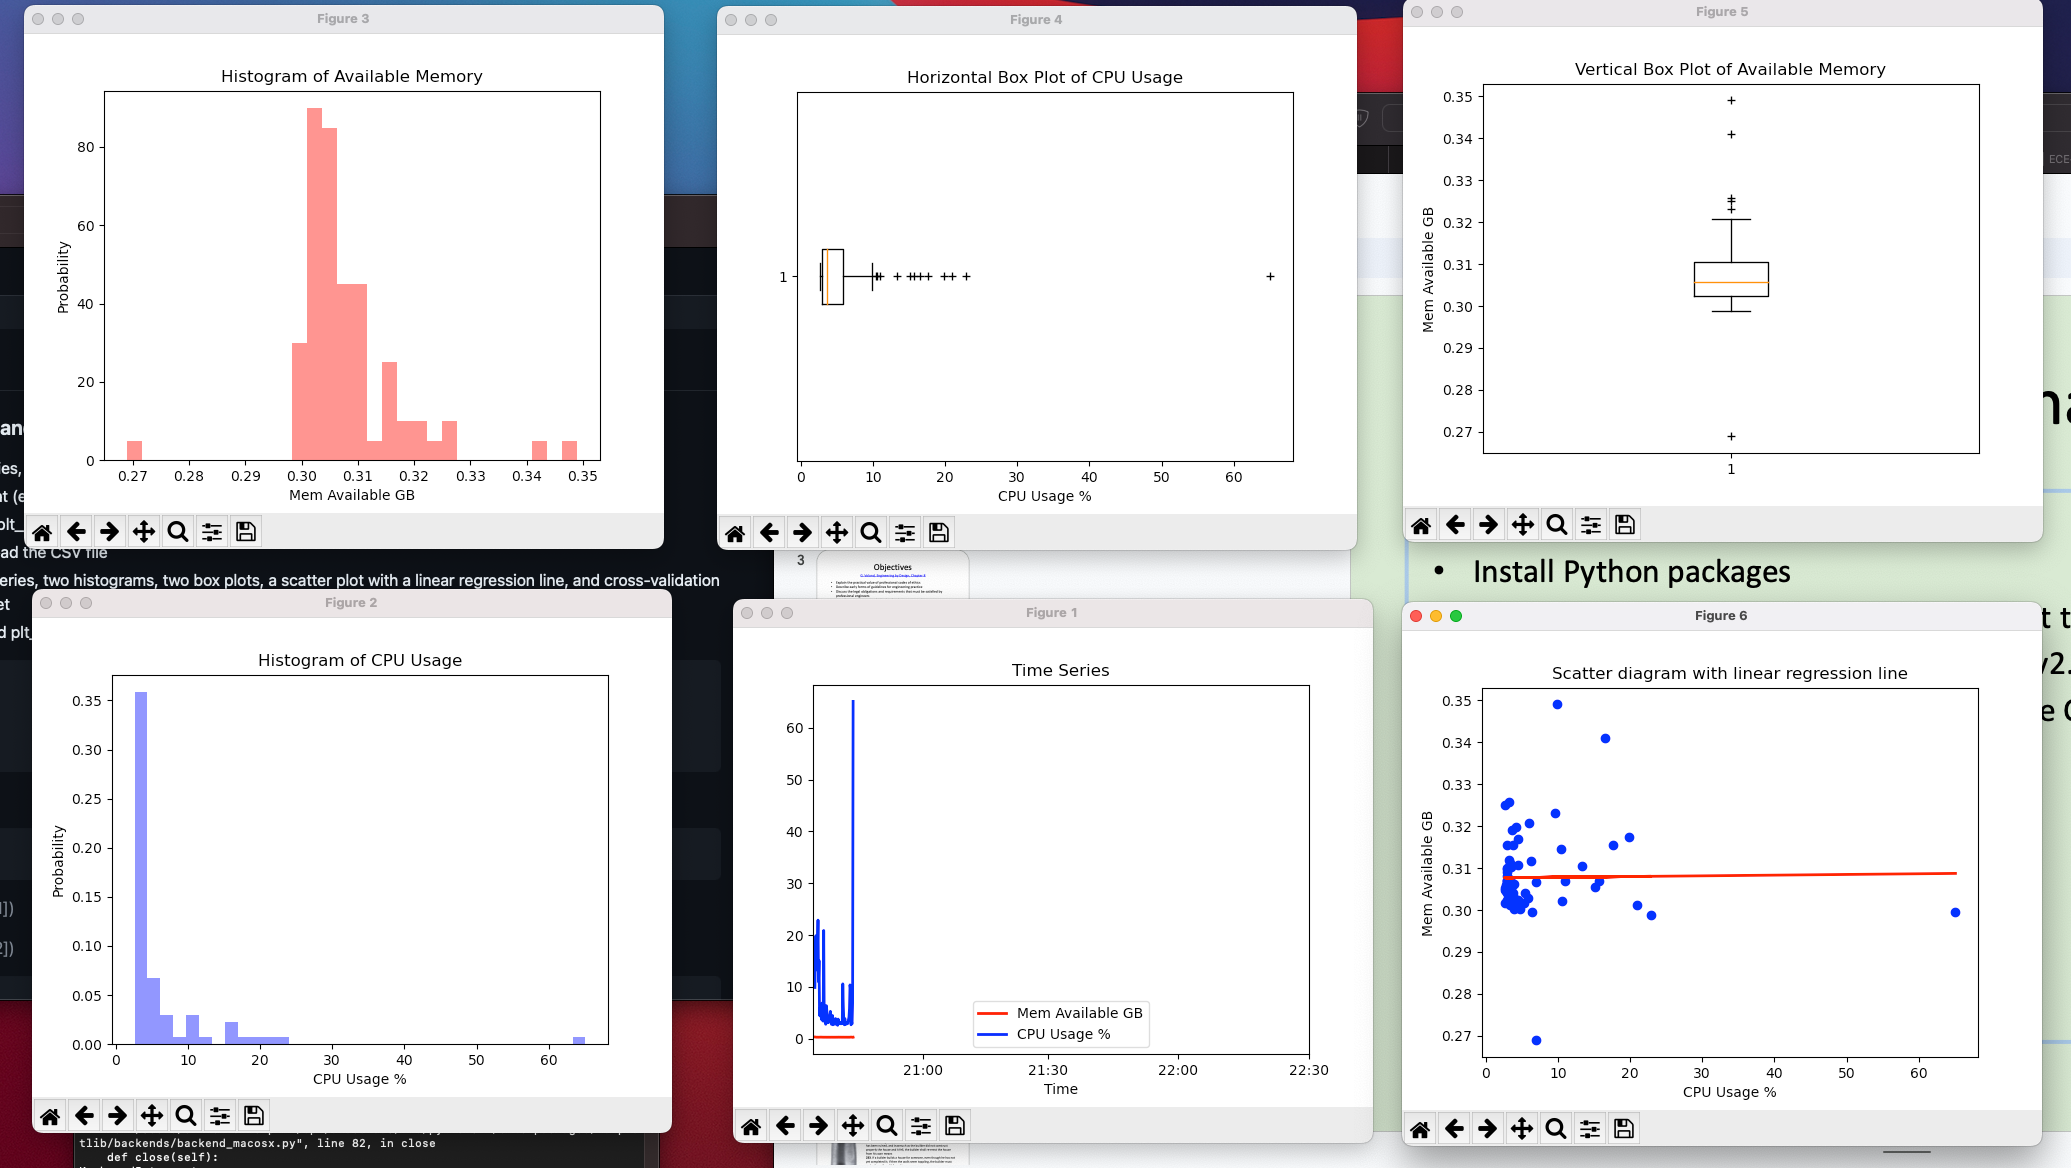 Figure 3
Histogram of Available Memory
Probability
80
60
40
20
0
0.27 0.28 0.29 0.30 0.31 0.32 0.33 0.34 0.35
Mem Available GB
Figure 4
Horizontal Box Plot of CPU Usage
1
0 10 20 30 40 50 60
CPU Usage %
Figure 5
Vertical Box Plot of Available Memory
Mem Available GB
0.35
0.34
0.33
0.32
0.31
0.30
0.29
0.28
0.27
1
ECE
ad the CSV file
eries, two histograms, two box plots, a scatter plot with a linear regression line, and cross-validation
et
3
Objectives
• Install Python packages
Figure 2
Histogram of CPU Usage
Probability
0.35
0.30
0.25
0.20
0.15
0.10
0.05
0.00
0 10 20 30 40 50 60
CPU Usage %
Figure 1
Time Series
60
50
40
30
20
10
0
Mem Available GB
CPU Usage %
21:00 21:30 22:00 22:30
Time
Figure 6
Scatter diagram with linear regression line
Mem Available GB
0.35
0.34
0.33
0.32
0.31
0.30
0.29
0.28
0.27
0 10 20 30 40 50 60
CPU Usage %
tlib/backends/backend_macosx.py", line 82, in close
def close(self):